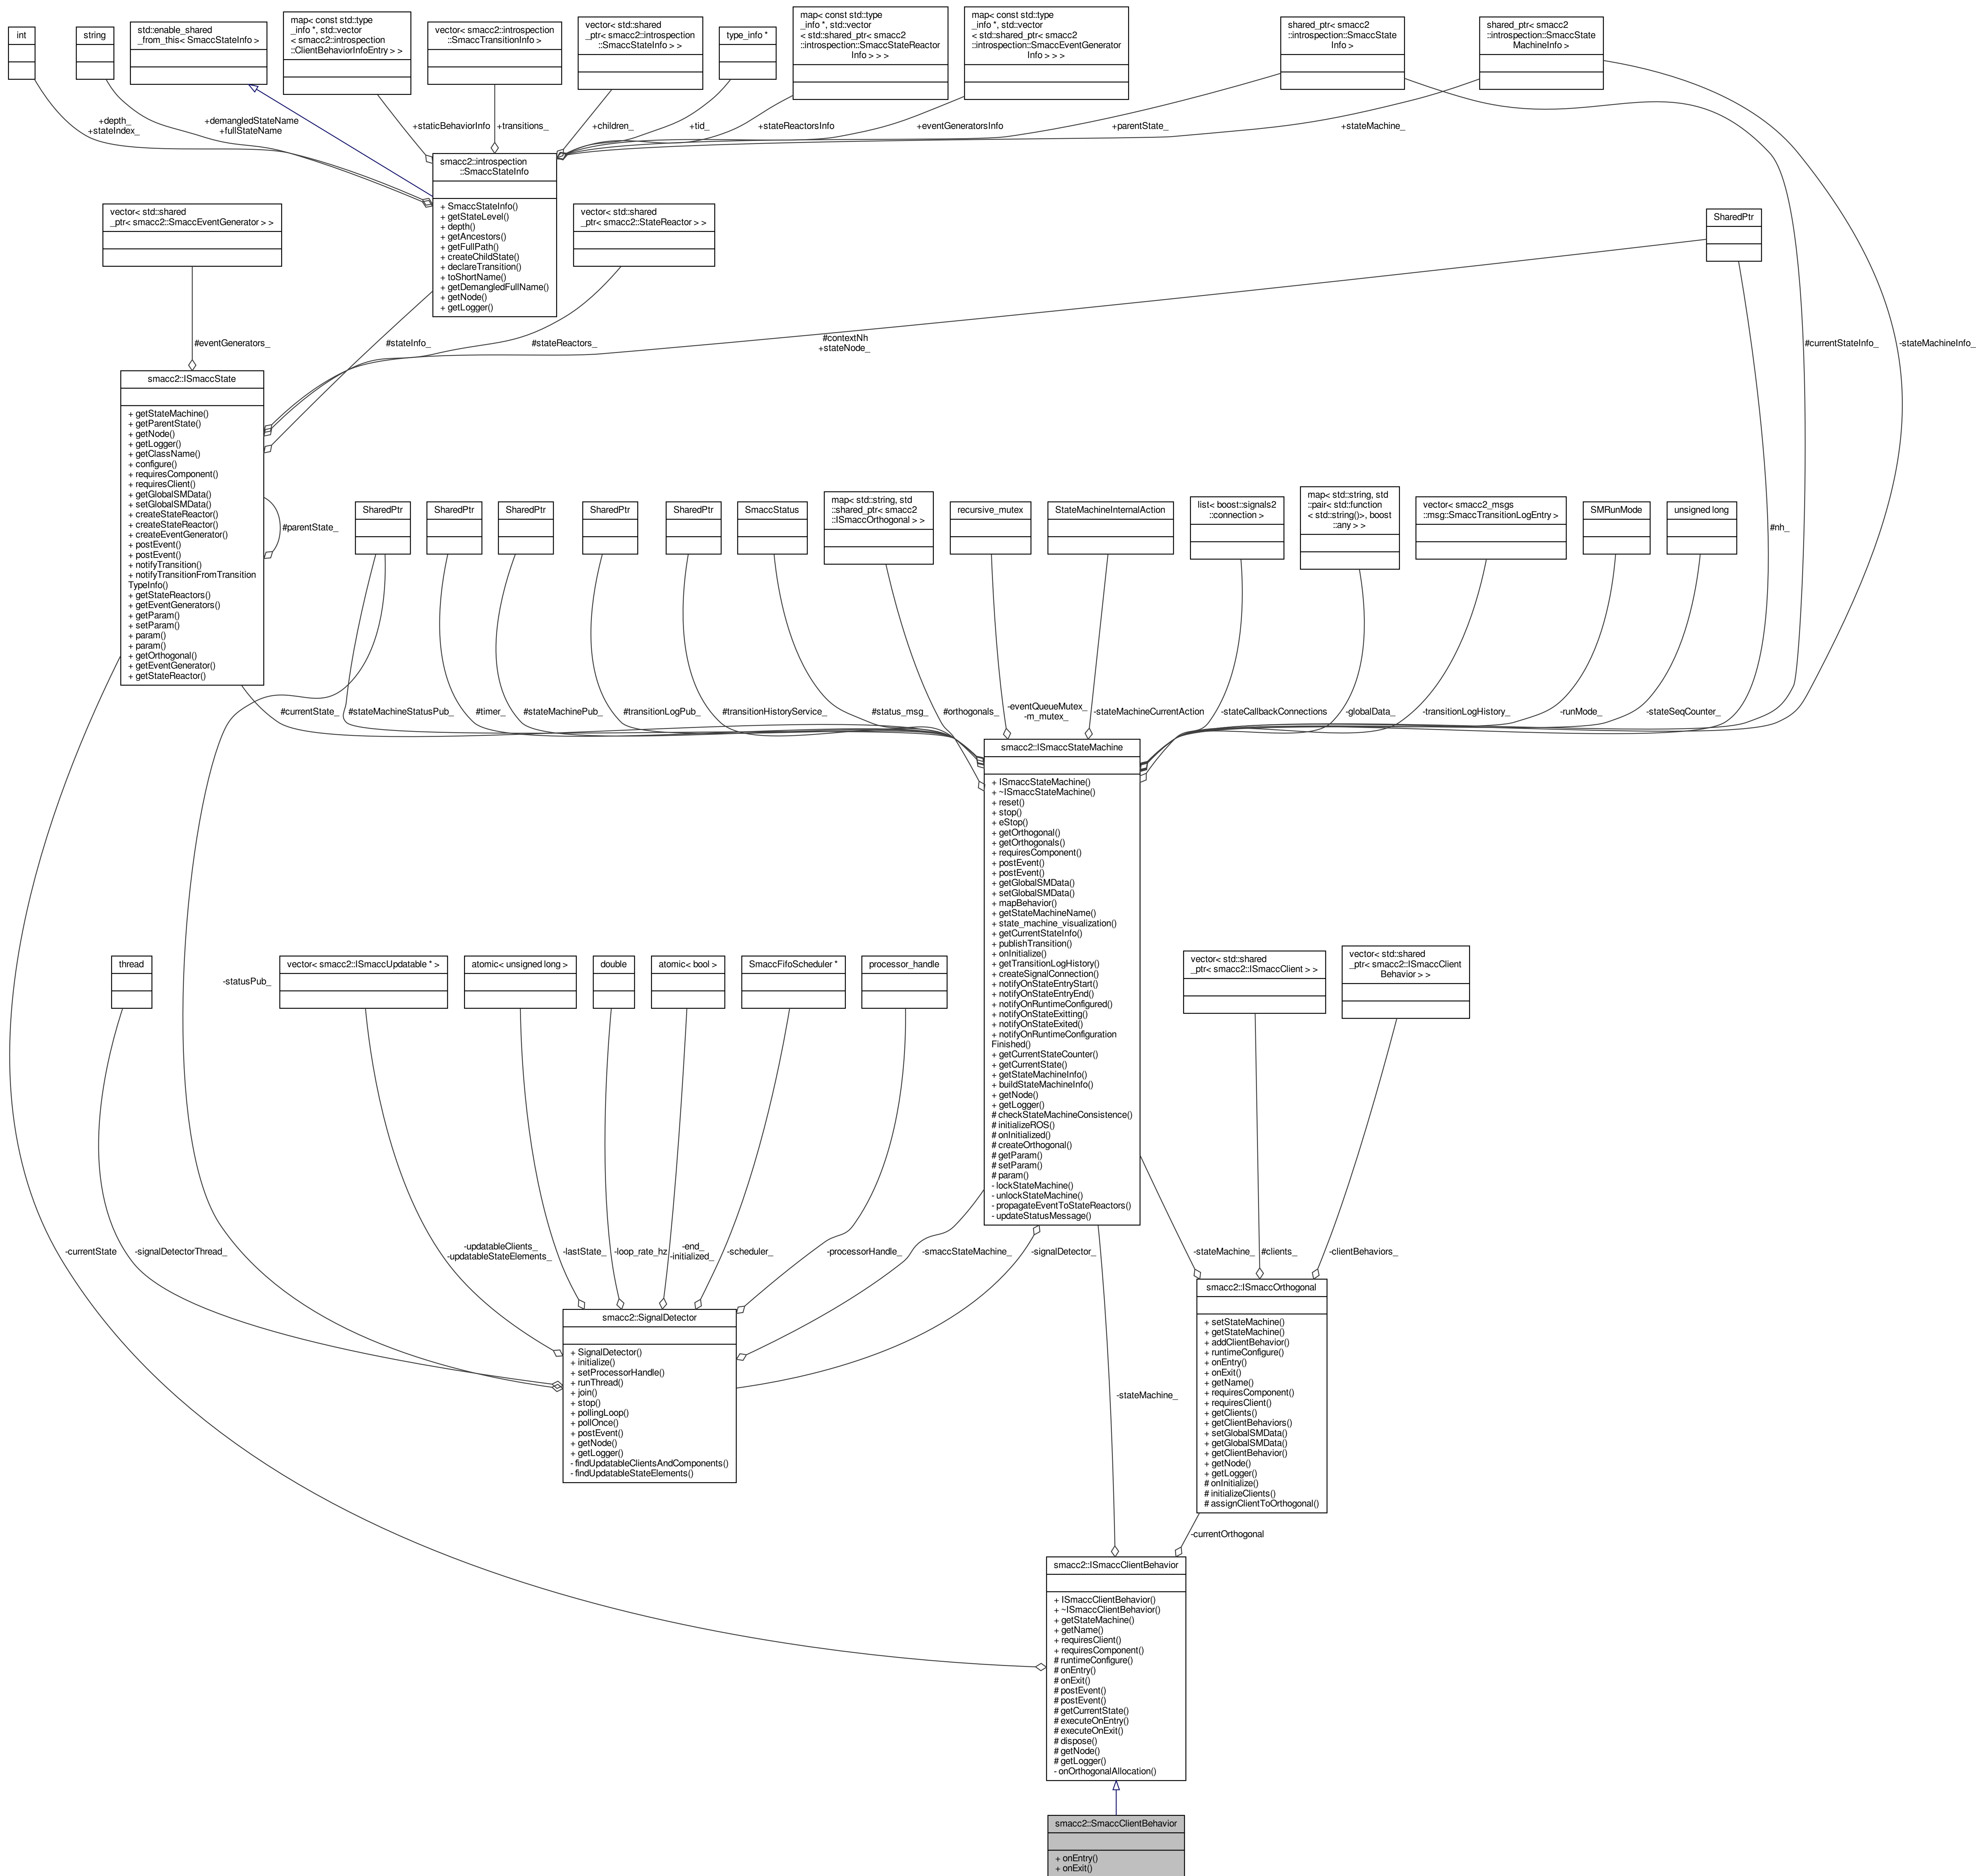 int
string
std::enable_shared
_from_this< SmaccStateInfo >
map< const std::type
_info *, std::vector
< smacc2::introspection
::ClientBehaviorInfoEntry > >
vector< smacc2::introspection
::SmaccTransitionInfo >
vector< std::shared
_ptr< smacc2::introspection
::SmaccStateInfo > >
type_info *
map< const std::type
_info *, std::vector
< std::shared_ptr< smacc2
::introspection::SmaccStateReactor
Info > > >
map< const std::type
_info *, std::vector
< std::shared_ptr< smacc2
::introspection::SmaccEventGenerator
Info > > >
shared_ptr< smacc2
::introspection::SmaccState
Info >
shared_ptr< smacc2
::introspection::SmaccState
MachineInfo >
+depth_
+stateIndex_
+demangledStateName
+fullStateName
+staticBehaviorInfo
+transitions_
+children_
+tid_
+stateReactorsInfo
+eventGeneratorsInfo
+parentState_
+stateMachine_
smacc2::introspection
::SmaccStateInfo
+ SmaccStateInfo()
+ getStateLevel()
+ depth()
+ getAncestors()
+ getFullPath()
+ createChildState()
+ declareTransition()
+ toShortName()
+ getDemangledFullName()
+ getNode()
+ getLogger()
vector< std::shared
_ptr< smacc2::SmaccEventGenerator > >
vector< std::shared
_ptr< smacc2::StateReactor > >
SharedPtr
#eventGenerators_
#stateInfo_
#stateReactors_
#contextNh
+stateNode_
#currentStateInfo_
-stateMachineInfo_
smacc2::ISmaccState
+ getStateMachine()
+ getParentState()
+ getNode()
+ getLogger()
+ getClassName()
+ configure()
+ requiresComponent()
+ requiresClient()
+ getGlobalSMData()
+ setGlobalSMData()
+ createStateReactor()
+ createStateReactor()
+ createEventGenerator()
+ postEvent()
+ postEvent()
+ notifyTransition()
+ notifyTransitionFromTransition
TypeInfo()
+ getStateReactors()
+ getEventGenerators()
+ getParam()
+ setParam()
+ param()
+ param()
+ getOrthogonal()
+ getEventGenerator()
+ getStateReactor()
#parentState_
SharedPtr
SharedPtr
SharedPtr
SharedPtr
SharedPtr
SmaccStatus
map< std::string, std
::shared_ptr< smacc2
::ISmaccOrthogonal > >
recursive_mutex
StateMachineInternalAction
list< boost::signals2
::connection >
map< std::string, std
::pair< std::function
< std::string()>, boost
::any > >
vector< smacc2_msgs
::msg::SmaccTransitionLogEntry >
SMRunMode
unsigned long
#nh_
#currentState_
#stateMachineStatusPub_
#timer_
#stateMachinePub_
#transitionLogPub_
#transitionHistoryService_
#status_msg_
#orthogonals_
-eventQueueMutex_
-m_mutex_
-stateMachineCurrentAction
-stateCallbackConnections
-globalData_
-transitionLogHistory_
-runMode_
-stateSeqCounter_
smacc2::ISmaccStateMachine
+ ISmaccStateMachine()
+ ~ISmaccStateMachine()
+ reset()
+ stop()
+ eStop()
+ getOrthogonal()
+ getOrthogonals()
+ requiresComponent()
+ postEvent()
+ postEvent()
+ getGlobalSMData()
+ setGlobalSMData()
+ mapBehavior()
+ getStateMachineName()
+ state_machine_visualization()
+ getCurrentStateInfo()
+ publishTransition()
+ onInitialize()
+ getTransitionLogHistory()
+ createSignalConnection()
+ notifyOnStateEntryStart()
+ notifyOnStateEntryEnd()
+ notifyOnRuntimeConfigured()
+ notifyOnStateExitting()
+ notifyOnStateExited()
+ notifyOnRuntimeConfiguration
Finished()
+ getCurrentStateCounter()
+ getCurrentState()
+ getStateMachineInfo()
+ buildStateMachineInfo()
+ getNode()
+ getLogger()
# checkStateMachineConsistence()
# initializeROS()
# onInitialized()
# createOrthogonal()
# getParam()
# setParam()
# param()
- lockStateMachine()
- unlockStateMachine()
- propagateEventToStateReactors()
- updateStatusMessage()
thread
-statusPub_
vector< smacc2::ISmaccUpdatable * >
atomic< unsigned long >
double
atomic< bool >
SmaccFifoScheduler *
processor_handle
vector< std::shared
_ptr< smacc2::ISmaccClient > >
vector< std::shared
_ptr< smacc2::ISmaccClient
Behavior > >
-currentState
-signalDetectorThread_
-updatableClients_
-updatableStateElements_
-lastState_
-loop_rate_hz
-end_
-initialized_
-scheduler_
-processorHandle_
-smaccStateMachine_
-signalDetector_
-stateMachine_
#clients_
-clientBehaviors_
smacc2::SignalDetector
+ SignalDetector()
+ initialize()
+ setProcessorHandle()
+ runThread()
+ join()
+ stop()
+ pollingLoop()
+ pollOnce()
+ postEvent()
+ getNode()
+ getLogger()
- findUpdatableClientsAndComponents()
- findUpdatableStateElements()
smacc2::ISmaccOrthogonal
+ setStateMachine()
+ getStateMachine()
+ addClientBehavior()
+ runtimeConfigure()
+ onEntry()
+ onExit()
+ getName()
+ requiresComponent()
+ requiresClient()
+ getClients()
+ getClientBehaviors()
+ setGlobalSMData()
+ getGlobalSMData()
+ getClientBehavior()
+ getNode()
+ getLogger()
# onInitialize()
# initializeClients()
# assignClientToOrthogonal()
-stateMachine_
-currentOrthogonal
smacc2::ISmaccClientBehavior
+ ISmaccClientBehavior()
+ ~ISmaccClientBehavior()
+ getStateMachine()
+ getName()
+ requiresClient()
+ requiresComponent()
# runtimeConfigure()
# onEntry()
# onExit()
# postEvent()
# postEvent()
# getCurrentState()
# executeOnEntry()
# executeOnExit()
# dispose()
# getNode()
# getLogger()
- onOrthogonalAllocation()
smacc2::SmaccClientBehavior
+ onEntry()
+ onExit()